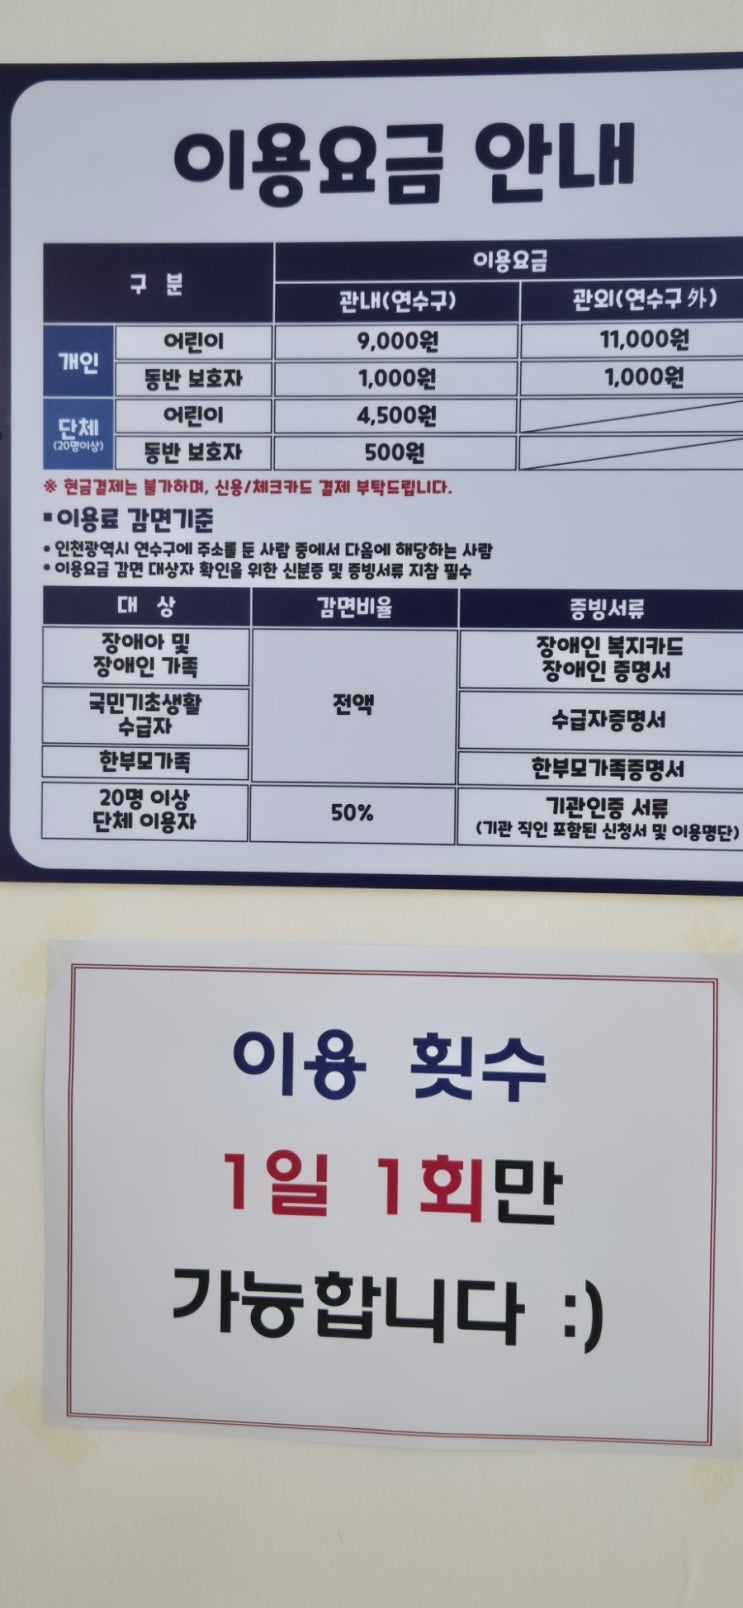 이용요금 안내
구 분
이용요금
관내(연수구)
관외(연수구 外)
개인
어린이
9,000원
11,000원
동반 보호자
1,000원
1,000원
단체
(20명이상)
어린이
4,500원
동반 보호자
500원
※ 현금결제는 불가하며, 신용/체크카드 결제 부탁드립니다.
▪이용료 감면기준
• 인천광역시 연수구에 주소를 둔 사람 중에서 다음에 해당하는 사람
• 이용요금 감면 대상자 확인을 위한 신분증 및 증빙서류 지참 필수
대 상
감면비율
증빙서류
장애아 및
장애인 가족
전액
장애인 복지카드
장애인 증명서
국민기초생활
수급자
수급자증명서
한부모가족
한부모가족증명서
20명 이상
단체 이용자
50%
기관인증 서류
(기관 직인 포함된 신청서 및 이용명단)
이용 횟수
1일 1회만
가능합니다 :)